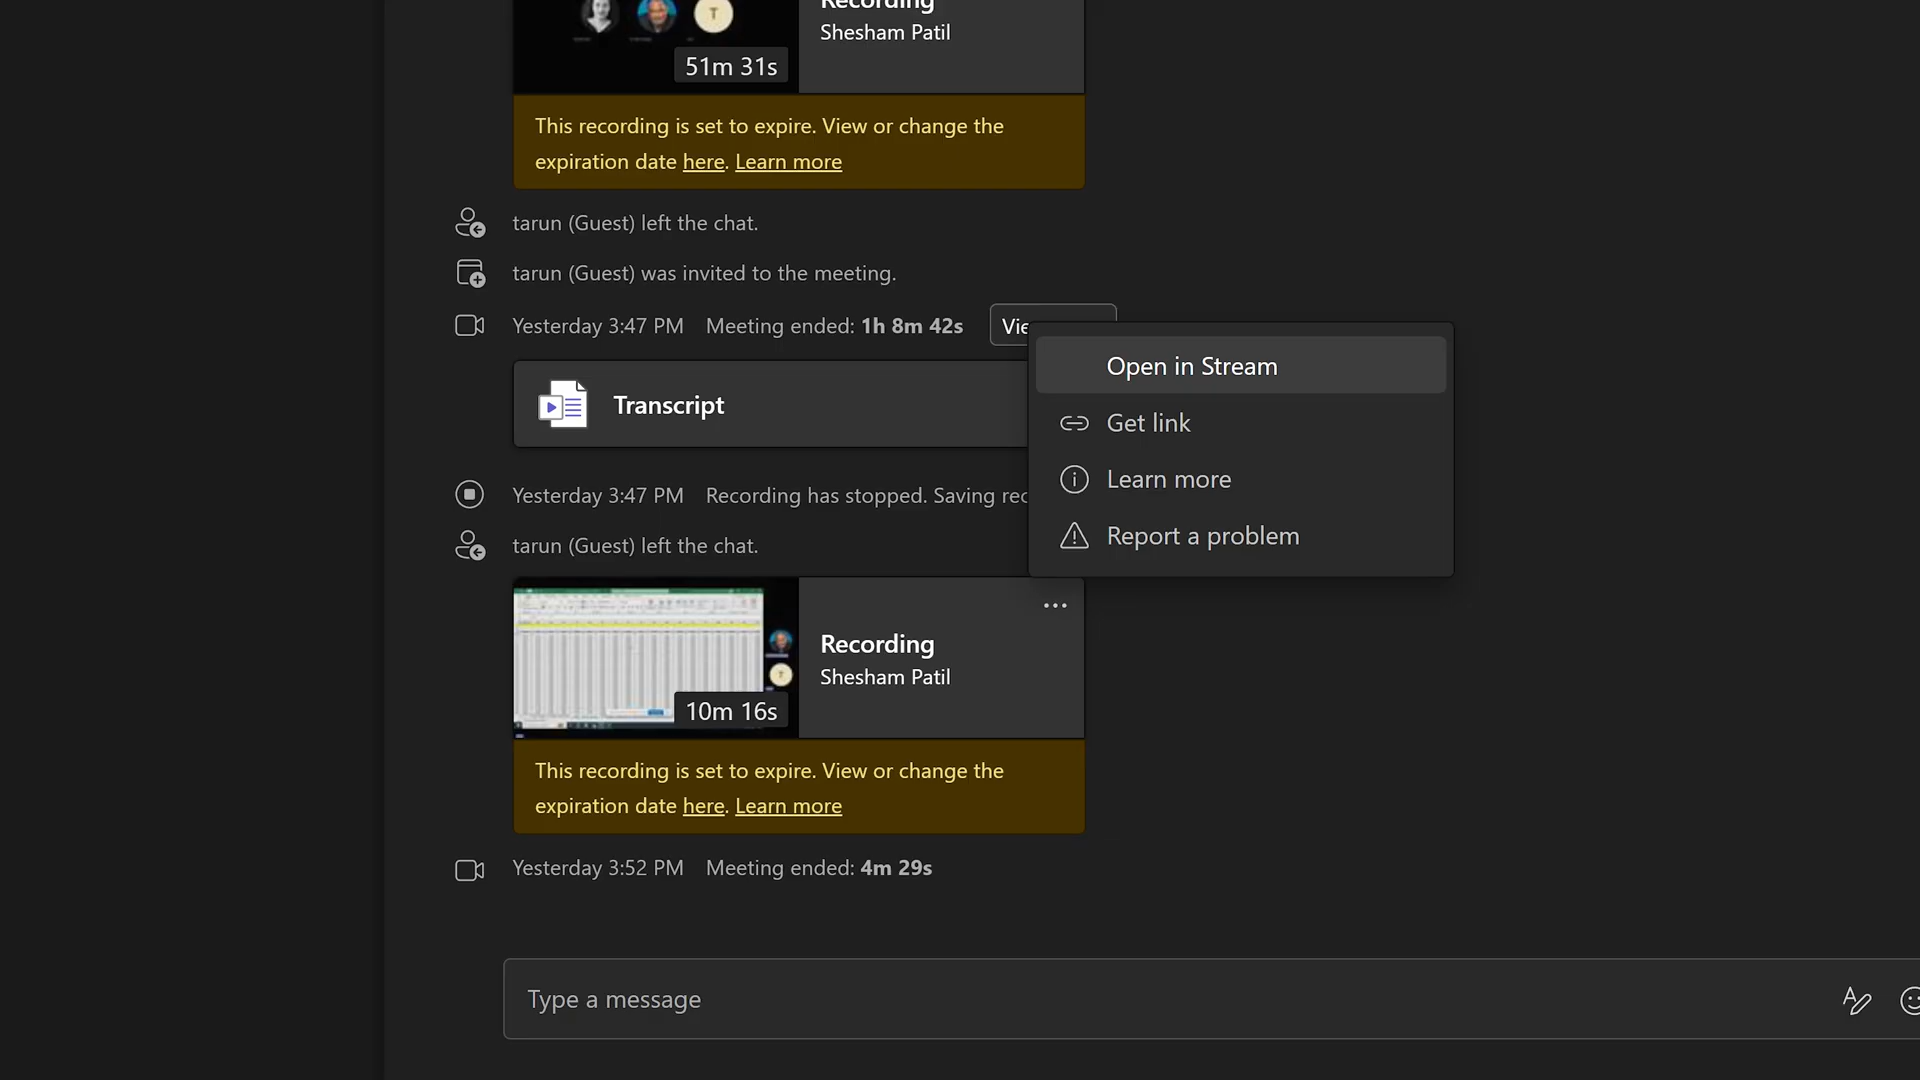 Recording
Shesham Patil
T
51m 31s
This recording is set to expire. View or change the
expiration date here. Learn more
tarun (Guest) left the chat.
tarun (Guest) was invited to the meeting.
Yesterday 3:47 PM Meeting ended: 1h 8m 42s
Open in Stream
Transcript
Get link
Learn more
Yesterday 3:47 PM Recording has stopped. Saving
Report a problem
tarun (Guest) left the chat.
Recording
Shesham Patil
T
10m 16s
This recording is set to expire. View or change the
expiration date here. Learn more
Yesterday 3:52 PM Meeting ended: 4m 29s
Type a message